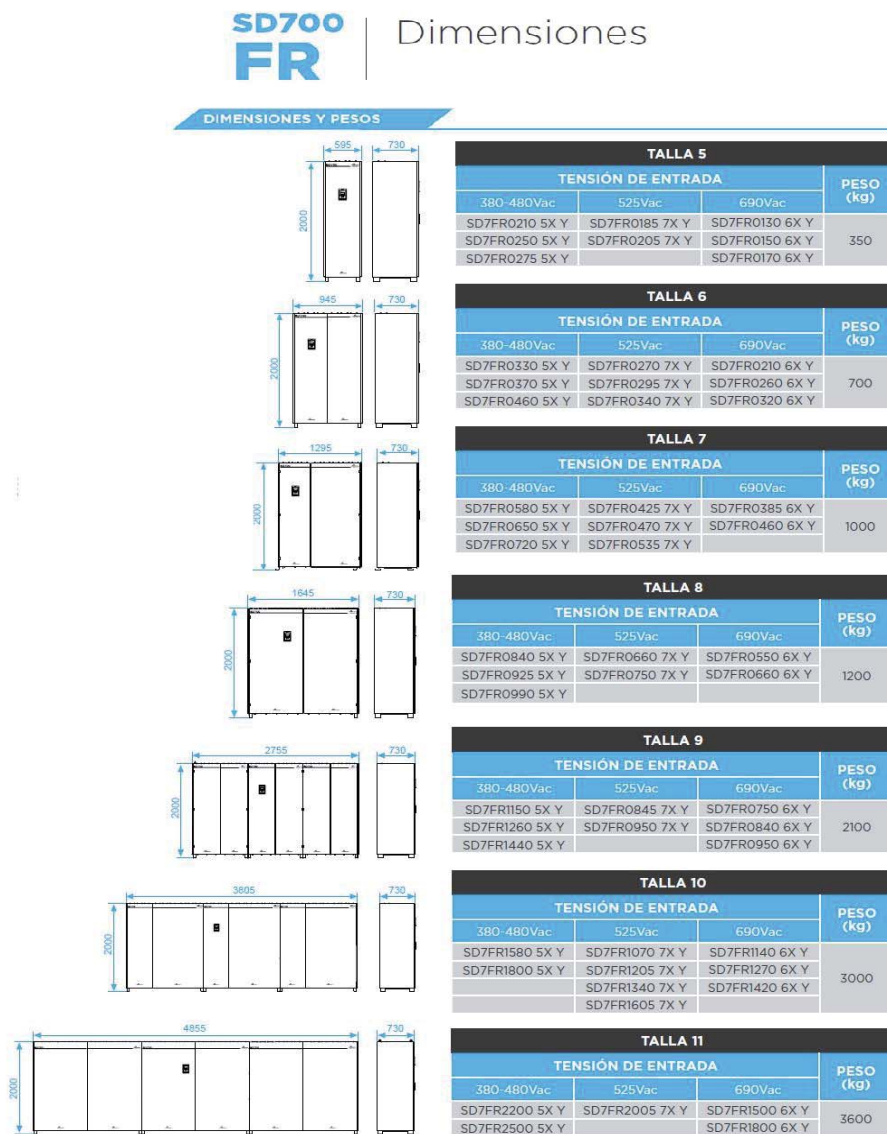 SD700
FR
Dimensiones
DIMENSIONES Y PESOS
595 730
2000
TALLA 5
TENSIÓN DE ENTRADA PESO (kg)
380-480Vac 525Vac 690Vac
SD7FR0210 5X Y SD7FR0185 7X Y SD7FR0130 6X Y
SD7FR0250 5X Y SD7FR0205 7X Y SD7FR0150 6X Y 350
SD7FR0275 5X Y SD7FR0170 6X Y
945 730
2000
TALLA 6
TENSIÓN DE ENTRADA PESO (kg)
380-480Vac 525Vac 690Vac
SD7FR0330 5X Y SD7FR0270 7X Y SD7FR0210 6X Y
SD7FR0370 5X Y SD7FR0295 7X Y SD7FR0260 6X Y 700
SD7FR0460 5X Y SD7FR0340 7X Y SD7FR0320 6X Y
1295 730
2000
TALLA 7
TENSIÓN DE ENTRADA PESO (kg)
380-480Vac 525Vac 690Vac
SD7FR0580 5X Y SD7FR0425 7X Y SD7FR0385 6X Y
SD7FR0650 5X Y SD7FR0470 7X Y SD7FR0460 6X Y 1000
SD7FR0720 5X Y SD7FR0535 7X Y
1645 730
2000
TALLA 8
TENSIÓN DE ENTRADA PESO (kg)
380-480Vac 525Vac 690Vac
SD7FR0840 5X Y SD7FR0660 7X Y SD7FR0550 6X Y
SD7FR0925 5X Y SD7FR0750 7X Y SD7FR0660 6X Y 1200
SD7FR0990 5X Y
2755 730
2000
TALLA 9
TENSIÓN DE ENTRADA PESO (kg)
380-480Vac 525Vac 690Vac
SD7FR1150 5X Y SD7FR0845 7X Y SD7FR0750 6X Y
SD7FR1260 5X Y SD7FR0950 7X Y SD7FR0840 6X Y 2100
SD7FR1440 5X Y SD7FR0950 6X Y
3805 730
2000
TALLA 10
TENSIÓN DE ENTRADA PESO (kg)
380-480Vac 525Vac 690Vac
SD7FR1580 5X Y SD7FR1070 7X Y SD7FR1140 6X Y
SD7FR1800 5X Y SD7FR1205 7X Y SD7FR1270 6X Y 3000
SD7FR1340 7X Y SD7FR1420 6X Y
SD7FR1605 7X Y
4855 730
2000
TALLA 11
TENSIÓN DE ENTRADA PESO (kg)
380-480Vac 525Vac 690Vac
SD7FR2200 5X Y SD7FR2005 7X Y SD7FR1500 6X Y 3600
SD7FR2500 5X Y SD7FR1800 6X Y